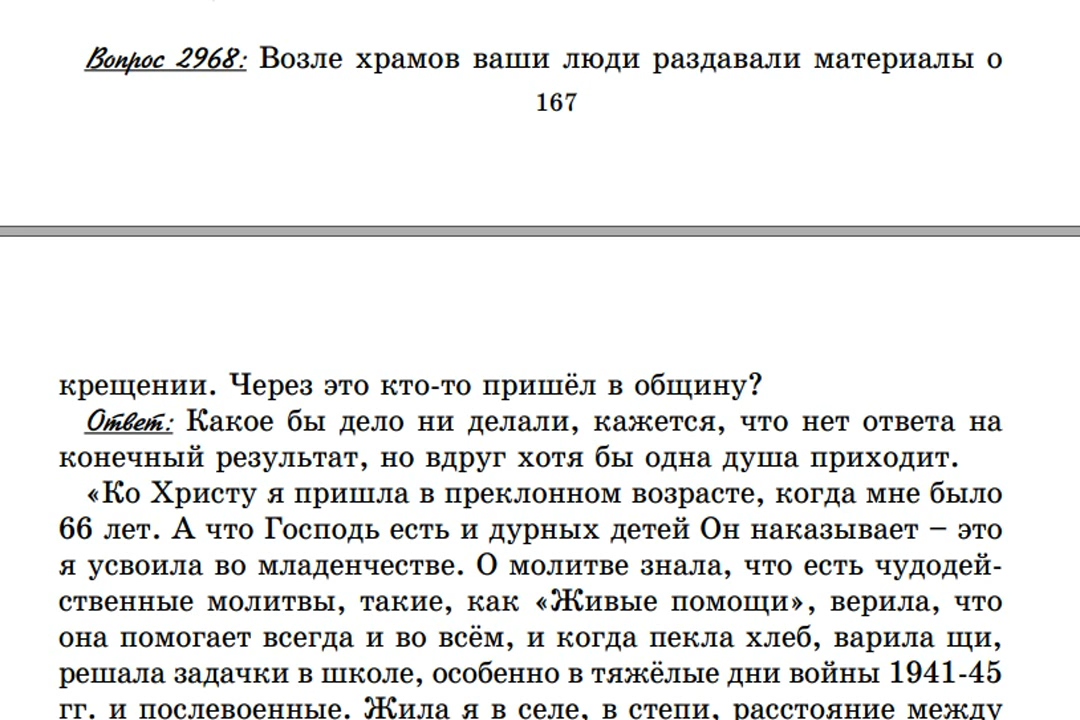 Вопрос 2968: Возле храмов ваши люди раздавали материалы о
167
крещении. Через это кто-то пришёл в общину?
Ответ: Какое бы дело ни делали, кажется, что нет ответа на
конечный результат, но вдруг хотя бы одна душа приходит.
«Ко Христу я пришла в преклонном возрасте, когда мне было
66 лет. А что Господь есть и дурных детей Он наказывает – это
я усвоила во младенчестве. О молитве знала, что есть чудодей-
ственные молитвы, такие, как «Живые помощи», верила, что
она помогает всегда и во всём, и когда пекла хлеб, варила щи,
решала задачки в школе, особенно в тяжёлые дни войны 1941-45
гг. и послевоенные. Жила я в селе, в степи, расстояние между